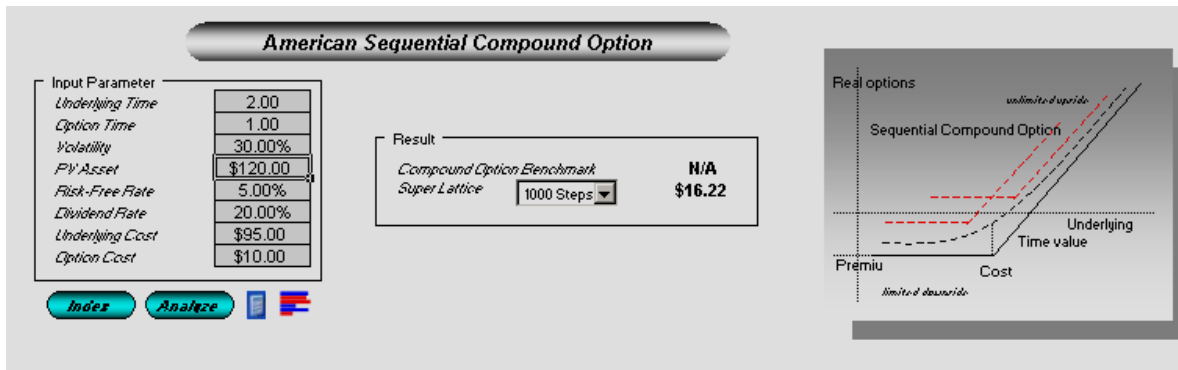 American Sequential Compound Option
Input Parameter
Underlying Time 2.00
Option Time 1.00
Volatility 30.00%
PV Asset $120.00
Risk-Free Rate 5.00%
Dividend Rate 20.00%
Underlying Cost $95.00
Option Cost $10.00
Index Analyze
Result
Compound Option Benchmark N/A
Super Lattice 1000 Steps $16.22
Real options
unlimited upside
Sequential Compound Option
Underlying
Time value
Premiu
Cost
limited downside